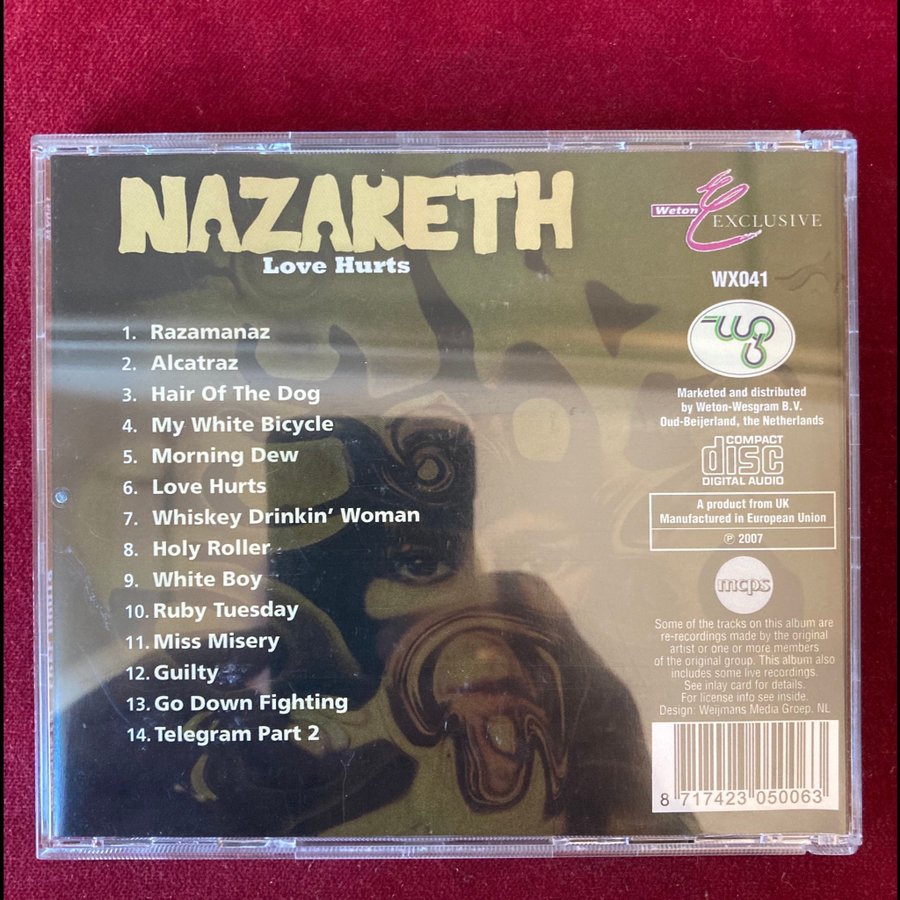 NAZARETH
Love Hurts
1. Razamanaz
2. Alcatraz
3. Hair Of The Dog
4. My White Bicycle
5. Morning Dew
6. Love Hurts
7. Whiskey Drinkin' Woman
8. Holy Roller
9. White Boy
10. Ruby Tuesday
11. Miss Misery
12. Guilty
13. Go Down Fighting
14. Telegram Part 2
Weton
EXCLUSIVE
WX041
Marketed and distributed
by Weton-Wesgram B.V.
Oud-Beijerland, the Netherlands
COMPACT
disc
DIGITAL AUDIO
A product from UK
Manufactured in European Union
℗ 2007
mcps
Some of the tracks on this album are
re-recordings made by the original
artist or one or more members
of the original group. This album also
includes some live recordings.
See inlay card for details.
For license info see inside.
Design: Weijmans Media Groep. NL
8 717423 050063